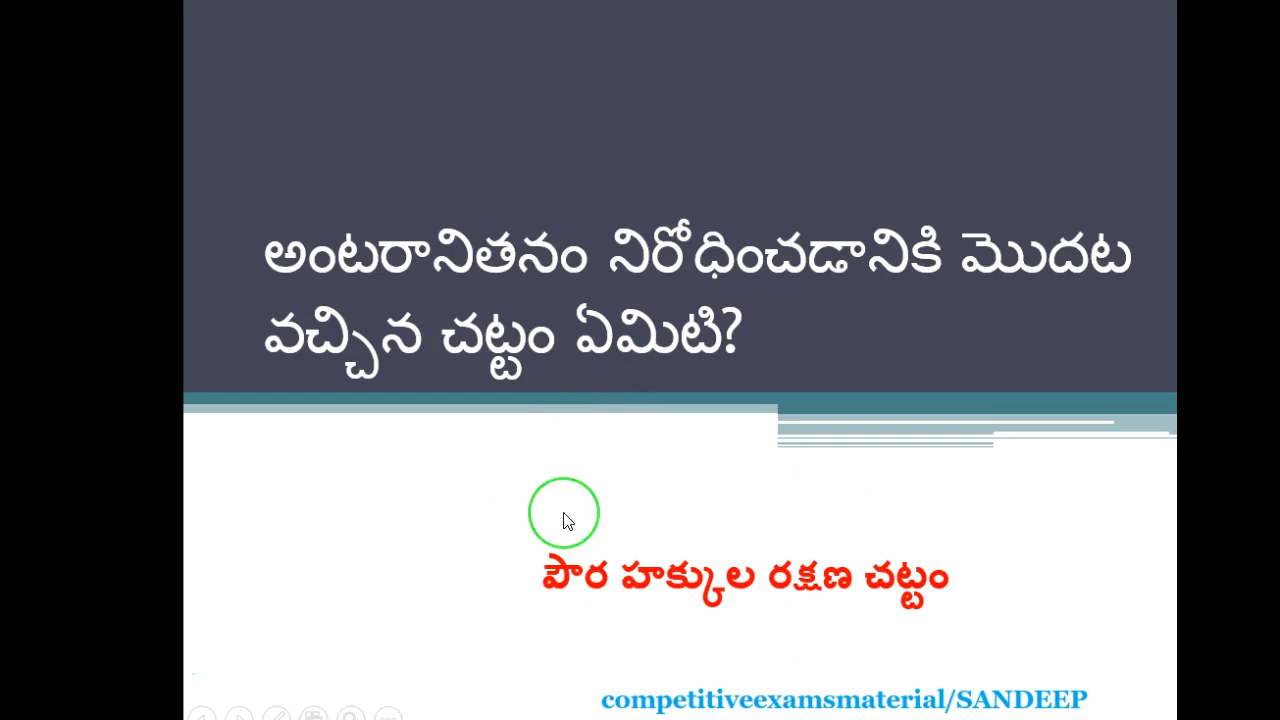 అంటరానితనం నిరోధించడానికి మొదట
వచ్చిన చట్టం ఏమిటి?
పౌర హక్కుల రక్షణ చట్టం
competitiveexamsmaterial/SANDEEP